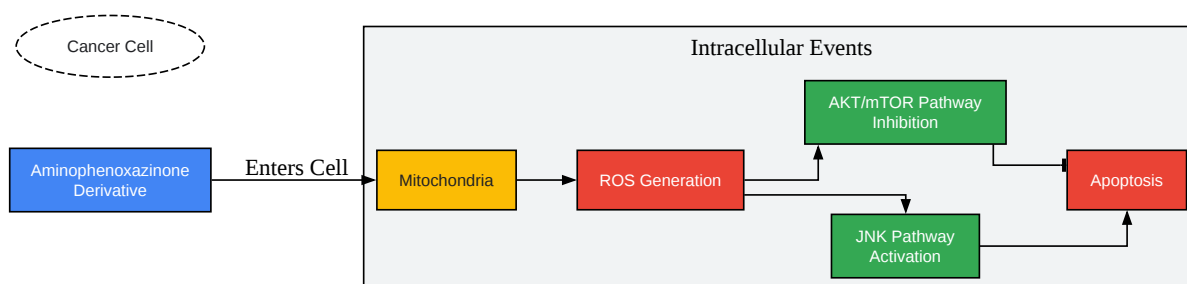 Cancer Cell
Intracellular Events
Aminophenoxazinone
Derivative
Enters Cell
Mitochondria
ROS Generation
AKT/mTOR Pathway
Inhibition
JNK Pathway
Activation
Apoptosis